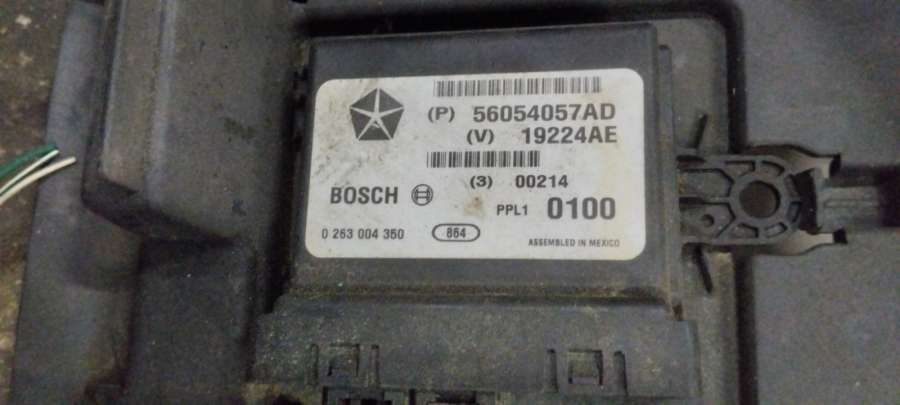 (P) 56054057AD
(V) 19224AE
(3) 00214
BOSCH
PPL1 0100
0 263 004 350
864
ASSEMBLED IN MEXICO